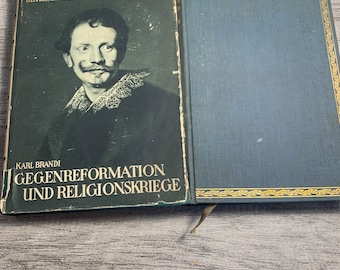 KARL BRANDI
GEGENREFORMATION
UND RELIGIONSKRIEGE